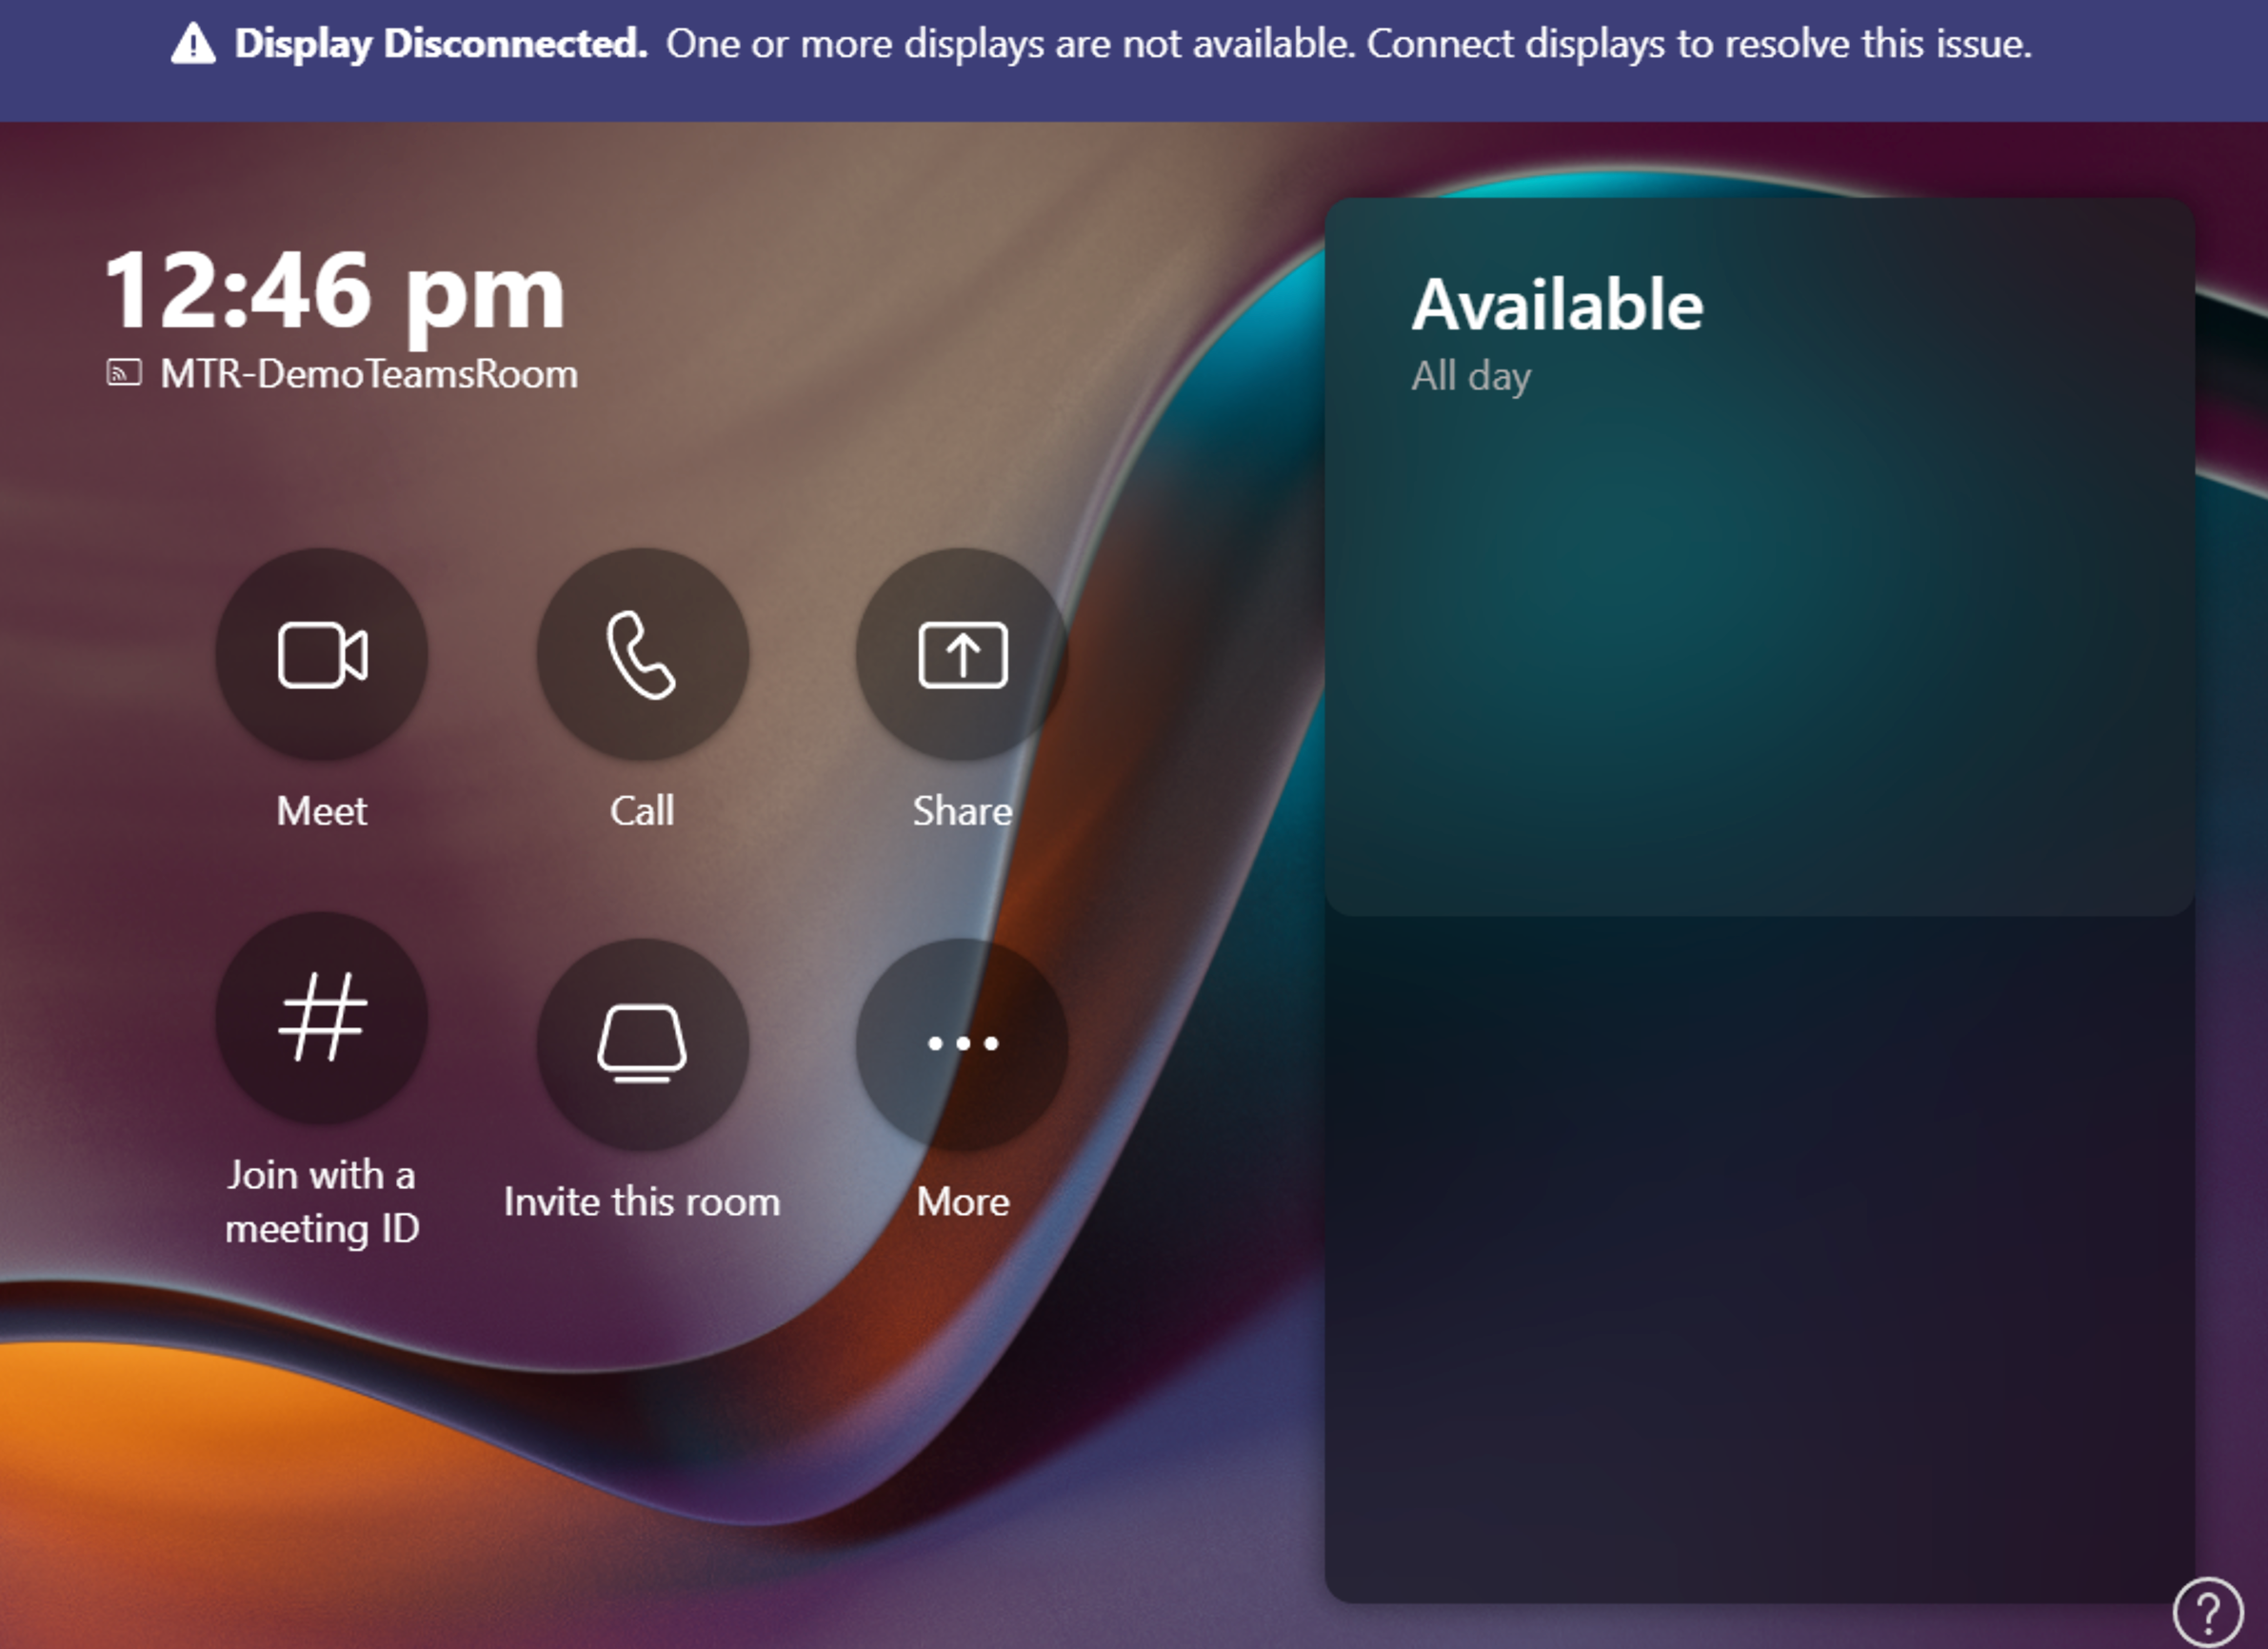 Display Disconnected. One or more displays are not available. Connect displays to resolve this issue.
12:46 pm
MTR-DemoTeamsRoom
Available
All day
Meet
Call
Share
Join with a
meeting ID
Invite this room
More
?